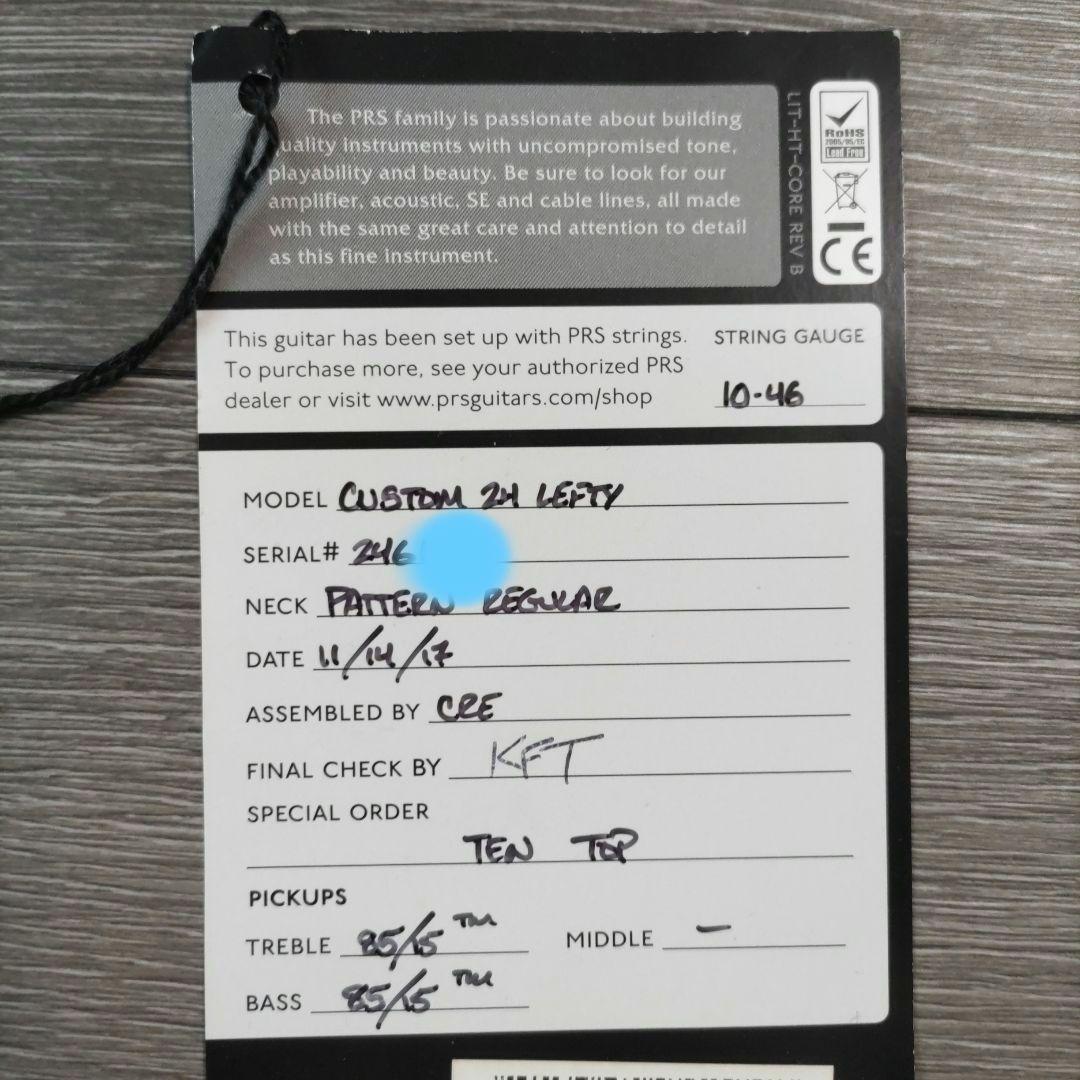 The PRS family is passionate about building
uality instruments with uncompromised tone,
playability and beauty. Be sure to look for our
amplifier, acoustic, SE and cable lines, all made
with the same great care and attention to detail
as this fine instrument.
LIT-HT-CORE REV B
RoHS
2005/95/EC
Lead Free
CE
This guitar has been set up with PRS strings.
To purchase more, see your authorized PRS
dealer or visit www.prsguitars.com/shop
STRING GAUGE
10-46
MODEL CUSTOM 24 LEFTY
SERIAL# 246
NECK PATTERN REGULAR
DATE 11/14/17
ASSEMBLED BY CRE
FINAL CHECK BY KFT
SPECIAL ORDER
TEN TOP
PICKUPS
TREBLE 85/15 TM MIDDLE –
BASS 85/15 TM